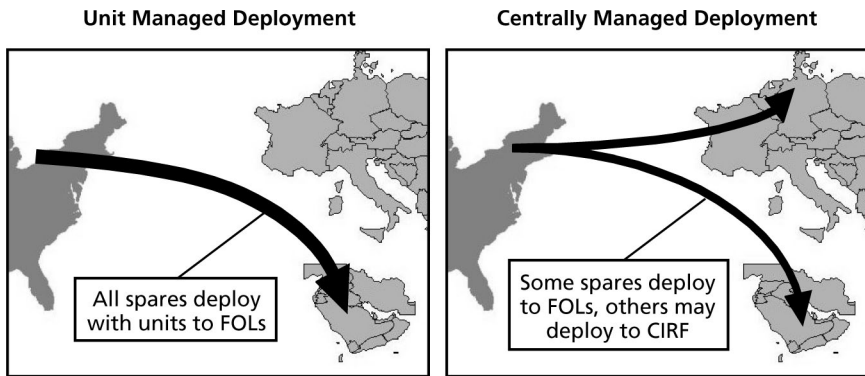 Unit Managed Deployment
Centrally Managed Deployment
All spares deploy
with units to FOLs
Some spares deploy
to FOLs, others may
deploy to CIRF